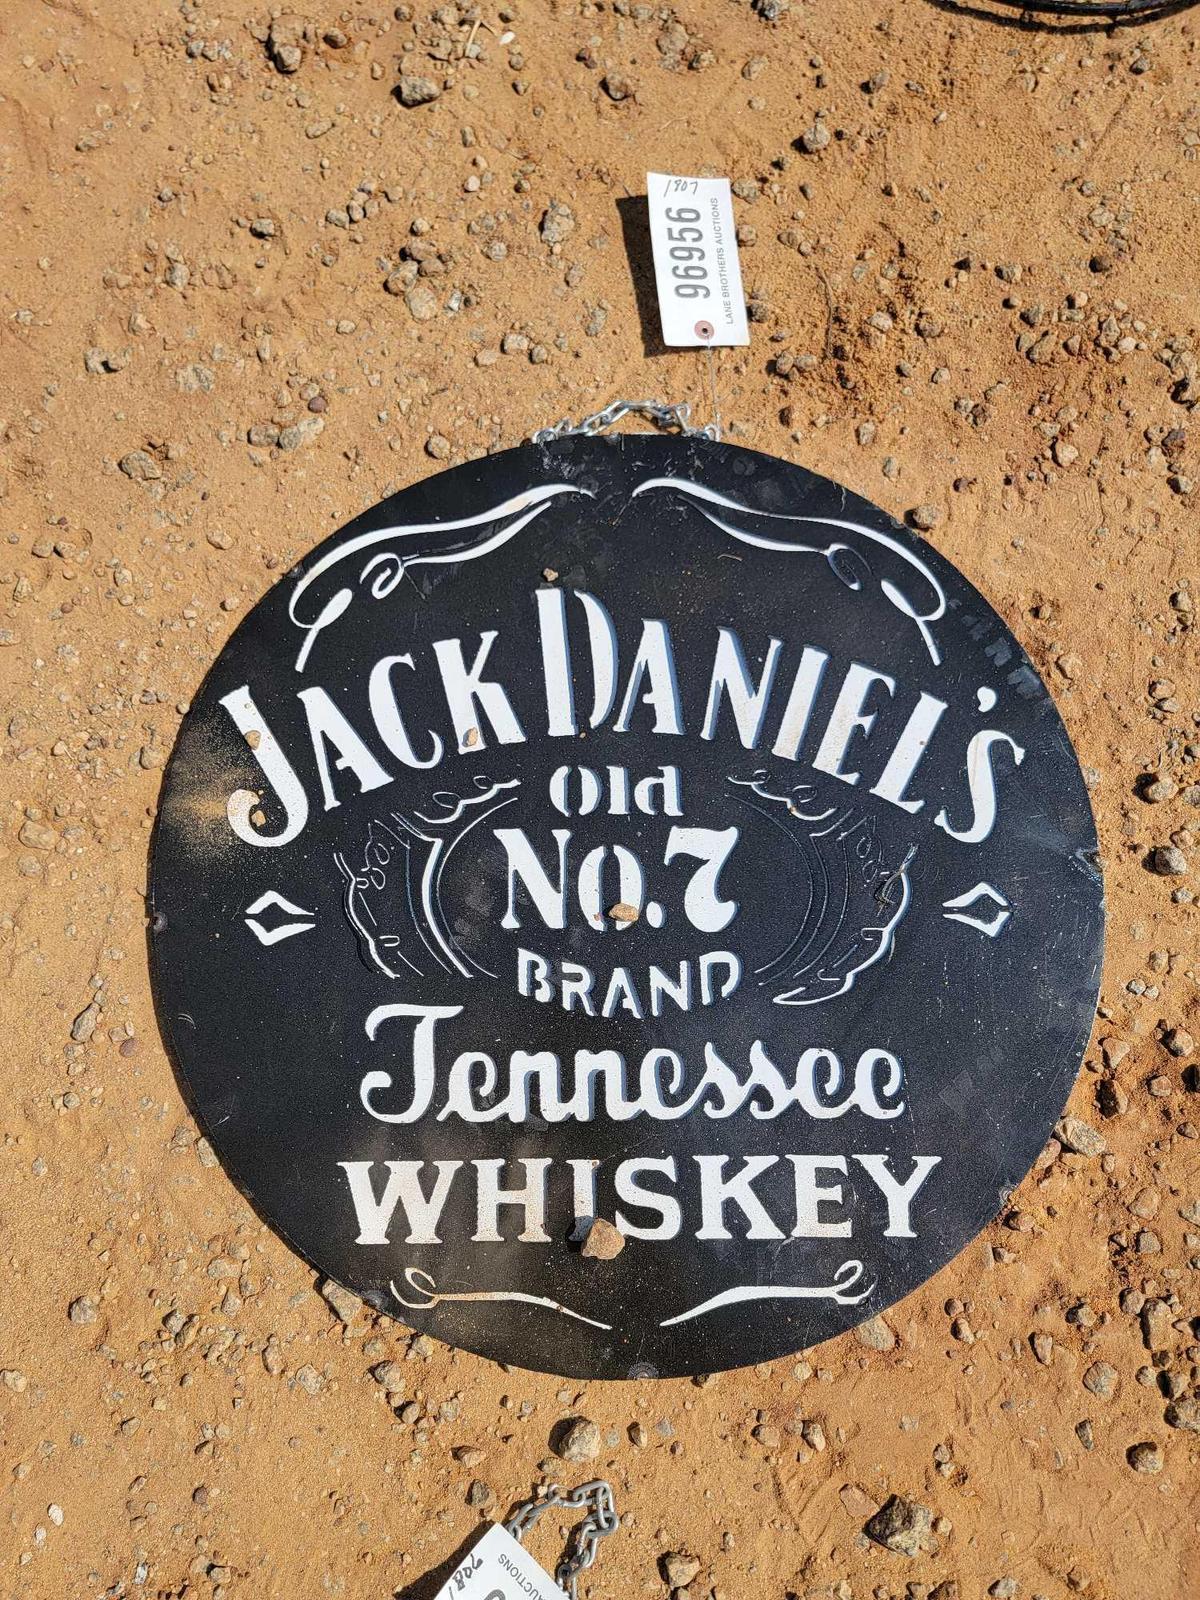 1807
96956
LANE BROTHERS AUCTIONS
JACK DANIEL'S
Old
No.7
BRAND
Tennessee
WHISKEY